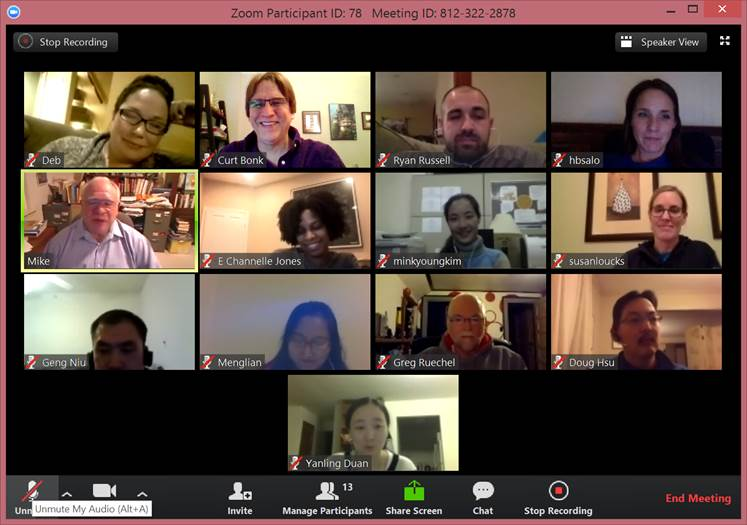 Zoom Participant ID: 78 Meeting ID: 812-322-2878
Stop Recording
Speaker View
Deb
Curt Bonk
Ryan Russell
hbsalo
Mike
E Channelle Jones
minkyoungkim
susanloucks
Geng Niu
Menglian
Greg Ruechel
Doug Hsu
Yanling Duan
Unmute My Audio (Alt+A)
Invite
Manage Participants
13
Share Screen
Chat
Stop Recording
End Meeting